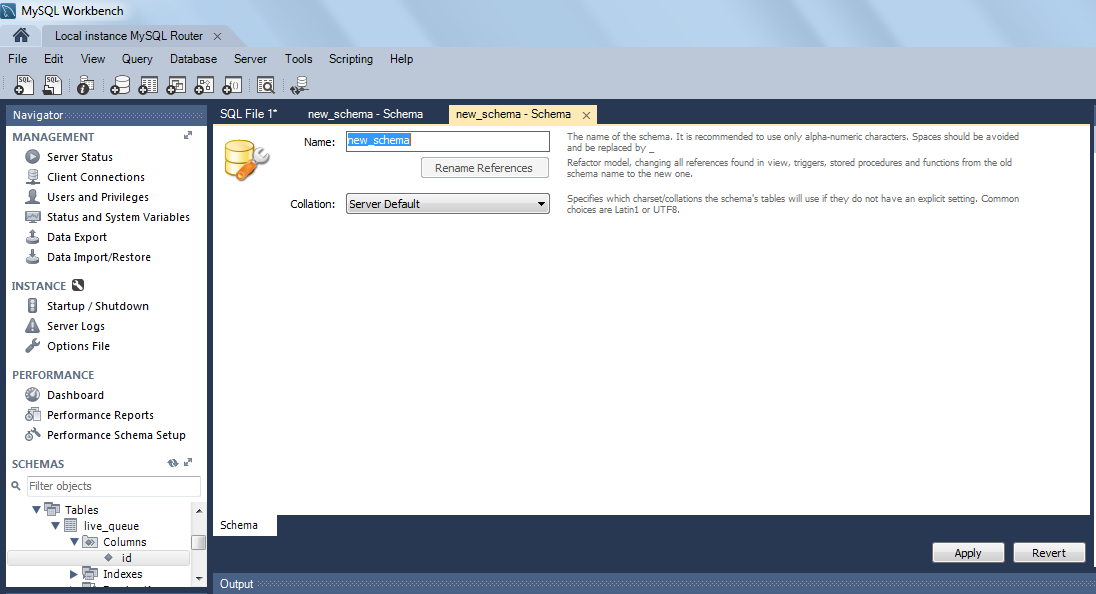 MySQL Workbench
Local instance MySQL Router
File Edit View Query Database Server Tools Scripting Help
SQL SQL
Navigator
SQL File 1* new_schema - Schema new_schema - Schema
MANAGEMENT
Server Status
Client Connections
Users and Privileges
Status and System Variables
Data Export
Data Import/Restore
INSTANCE
Startup / Shutdown
Server Logs
Options File
PERFORMANCE
Dashboard
Performance Reports
Performance Schema Setup
SCHEMAS
Filter objects
Tables
live_queue
Columns
id
Indexes
Name: new_schema
The name of the schema. It is recommended to use only alpha-numeric characters. Spaces should be avoided
and be replaced by _
Rename References
Refactor model, changing all references found in view, triggers, stored procedures and functions from the old
schema name to the new one.
Collation: Server Default
Specifies which charset/collations the schema's tables will use if they do not have an explicit setting. Common
choices are Latin1 or UTF8.
Schema
Apply Revert
Output